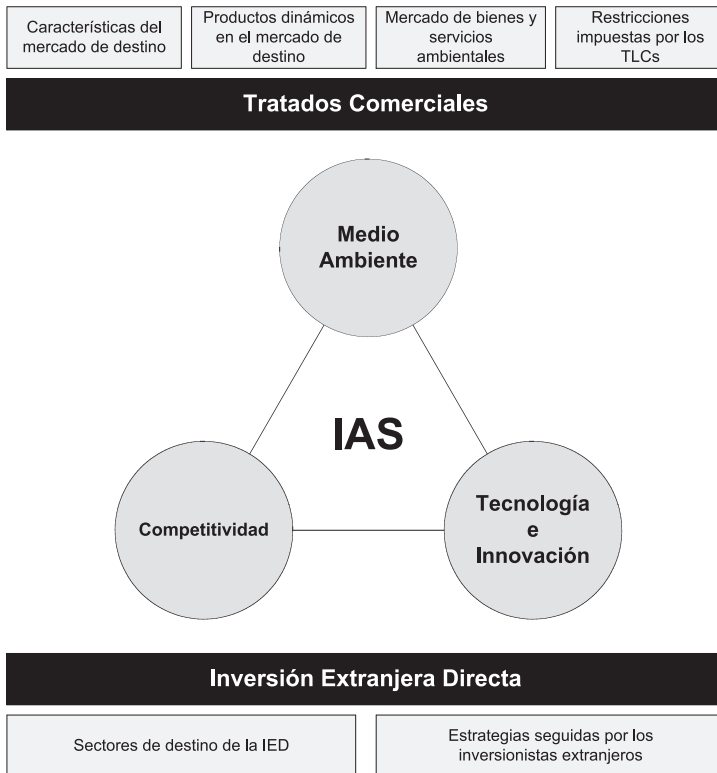 Características del
mercado de destino
Productos dinámicos
en el mercado de
destino
Mercado de bienes y
servicios
ambientales
Restricciones
impuestas por los
TLCs
Tratados Comerciales
Medio
Ambiente
IAS
Competitividad
Tecnología
e
Innovación
Inversión Extranjera Directa
Sectores de destino de la IED
Estrategias seguidas por los
inversionistas extranjeros